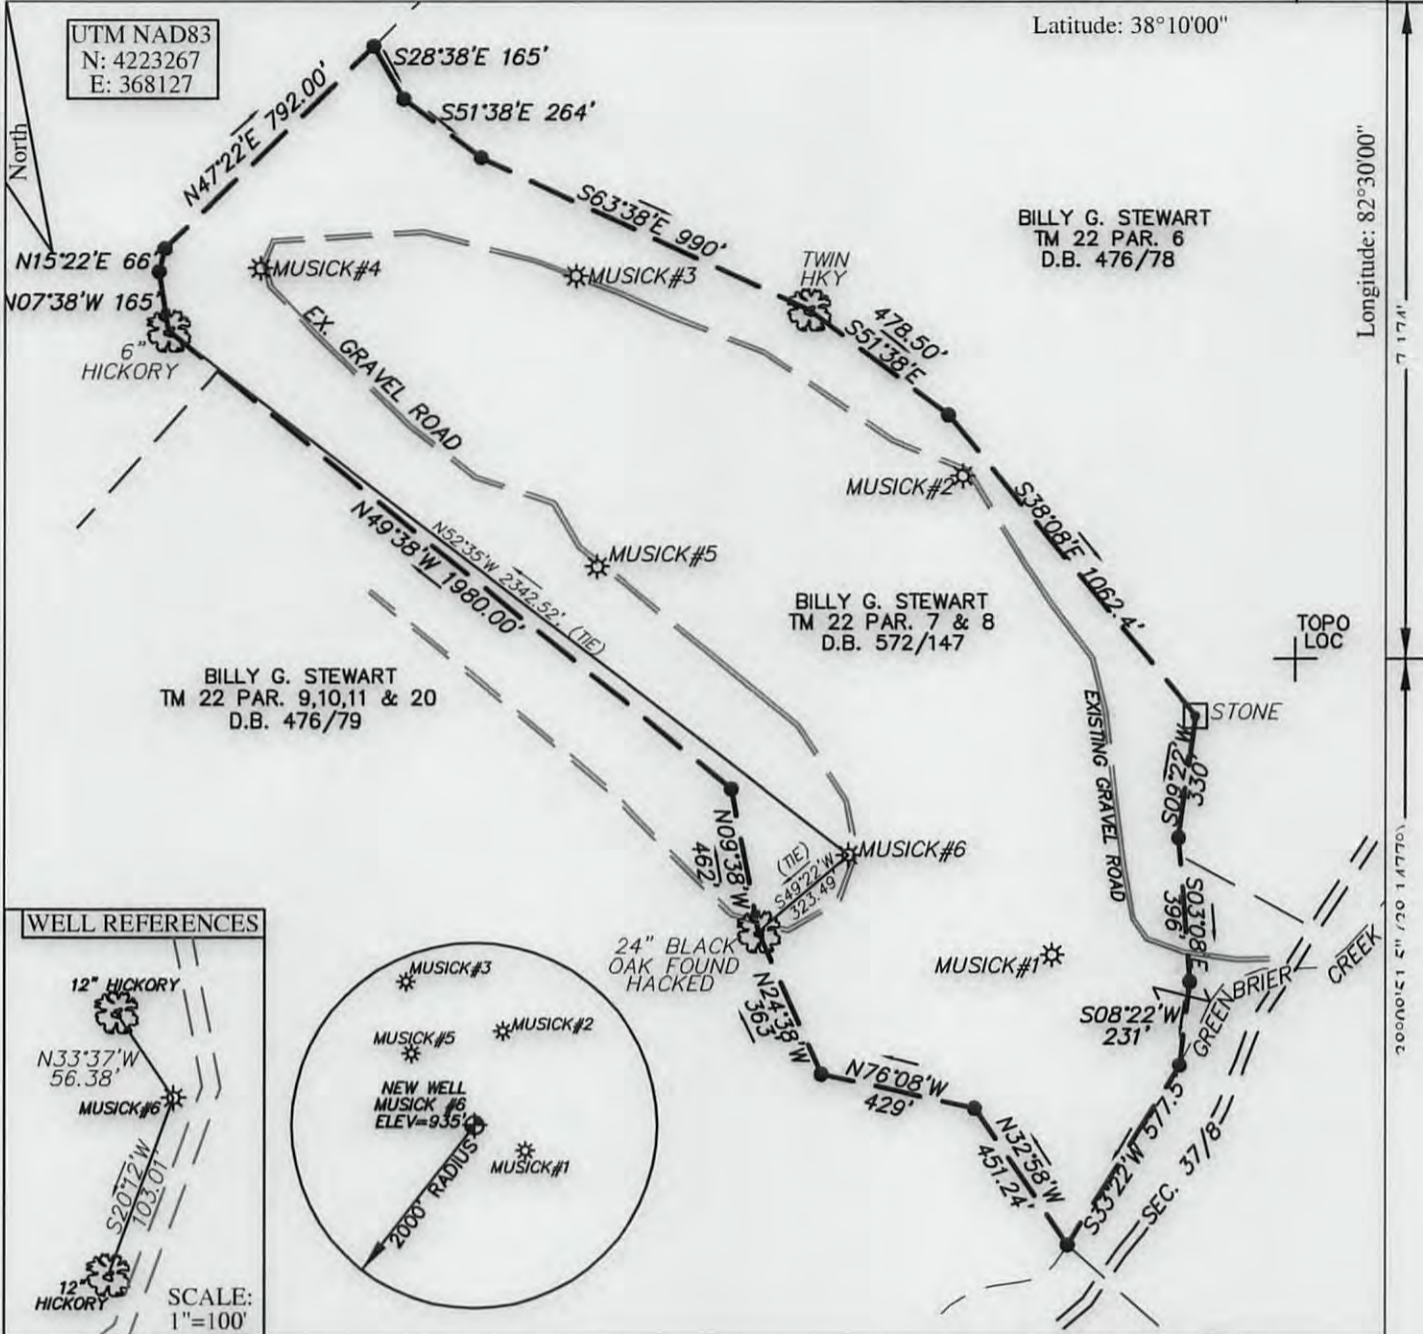 UTM NAD83
N: 4223267
E: 368127
North
Latitude: 38°10'00"
Longitude: 82°30'00"
S28°38'E 165'
S51°38'E 264'
N47°22'E 792.00'
S63°38'E 990'
BILLY G. STEWART
TM 22 PAR. 6
D.B. 476/78
N15°22'E 66'
N07°38'W 165'
MUSICK#4
MUSICK#3
TWIN
HKY
478.50'
S51°38'E
6"
HICKORY
EX. GRAVEL ROAD
MUSICK#2
S38°08'E 1062.4'
N49°38'W 1980.00'
N52°35'W 2342.52' (TIE)
MUSICK#5
BILLY G. STEWART
TM 22 PAR. 7 & 8
D.B. 572/147
TOPO
LOC
BILLY G. STEWART
TM 22 PAR. 9,10,11 & 20
D.B. 476/79
STONE
EXISTING GRAVEL ROAD
S09°22'W
330'
N09°38'W
462'
(TIE)
S49°22'W
323.49'
MUSICK#6
S03°08'E
396'
24" BLACK
OAK FOUND
HACKED
MUSICK#1
GREEN BRIER CREEK
N24°38'W
363'
S08°22'W
231'
N76°08'W
429'
N32°58'W
451.24'
S33°22'W 577.5'
SEC. 37/8
WELL REFERENCES
12" HICKORY
N33°37'W
56.38'
MUSICK#6
S20°12'W
103.01'
12"
HICKORY
SCALE:
1"=100'
MUSICK#3
MUSICK#2
MUSICK#5
NEW WELL
MUSICK #6
ELEV=935'
MUSICK#1
2000' RADIUS